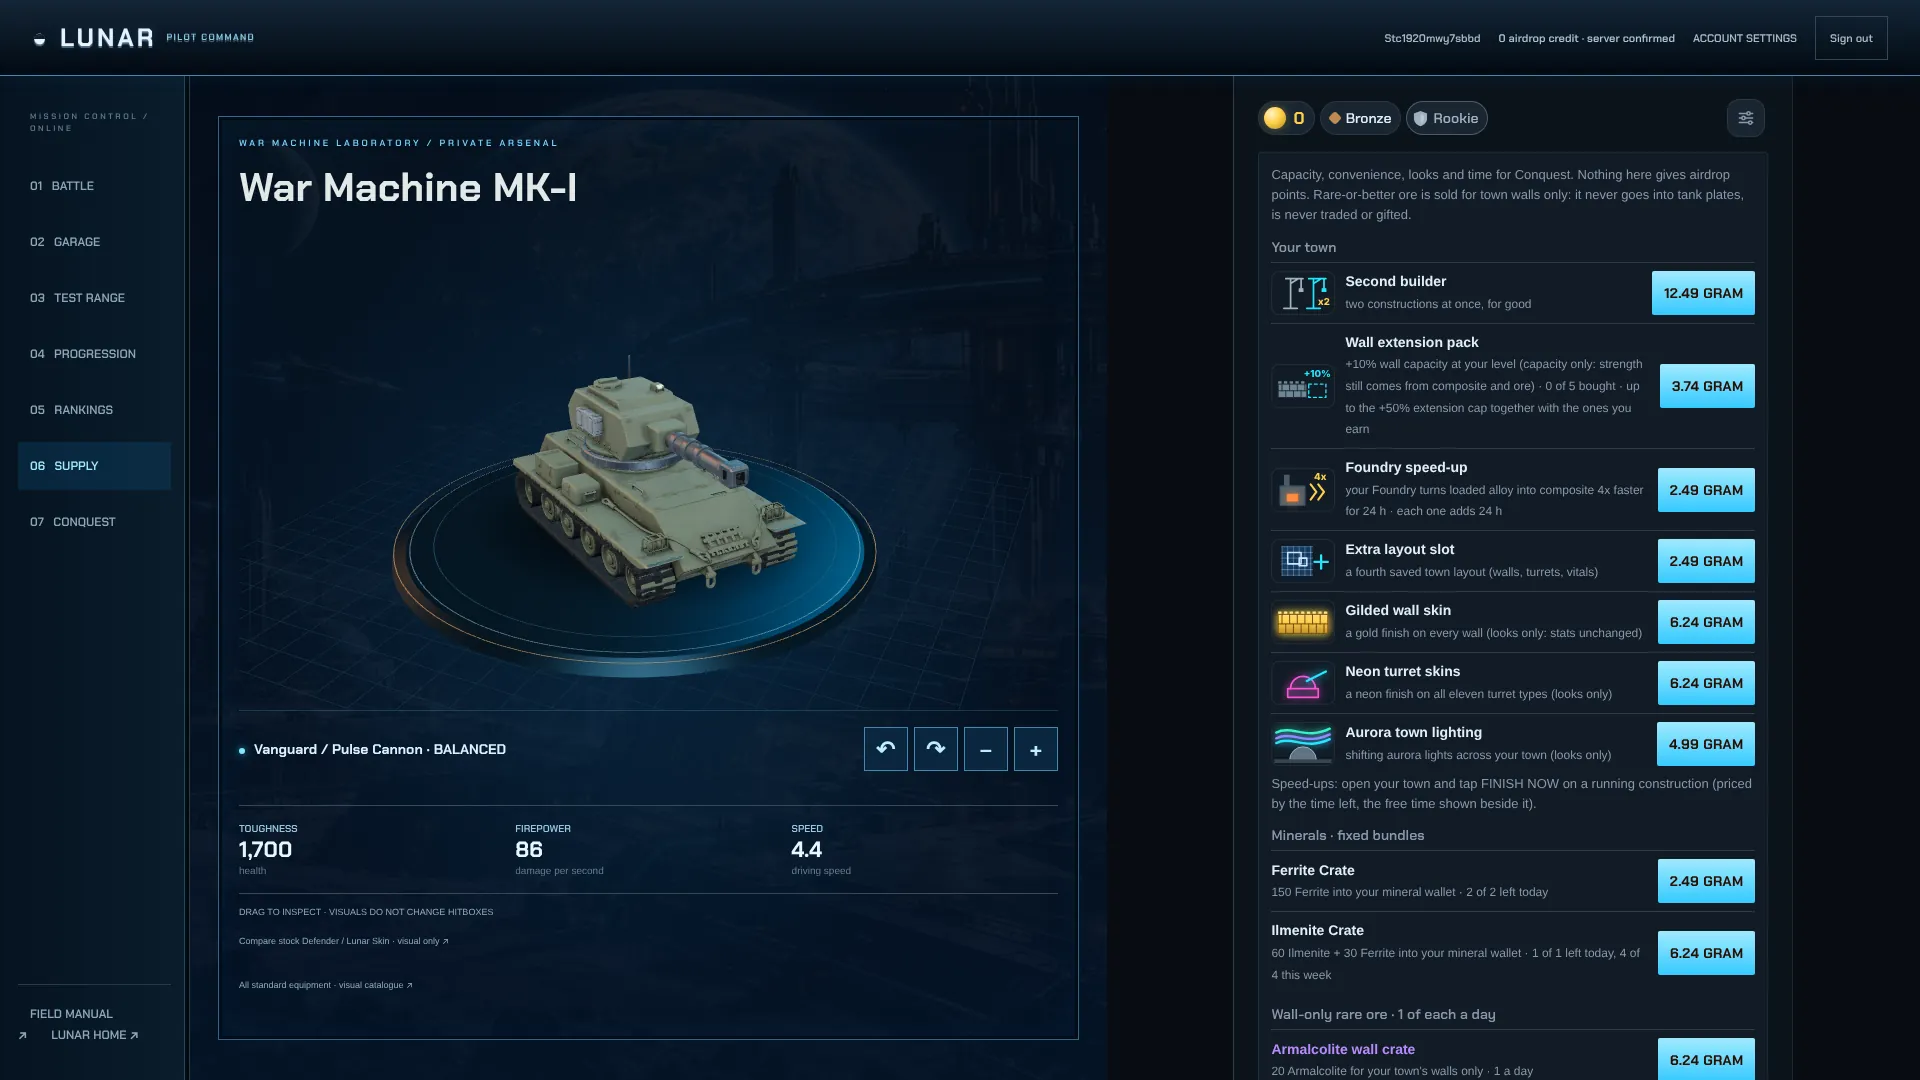 LUNAR PILOT COMMAND
Stc1920mwy7sbbd 0 airdrop credit · server confirmed ACCOUNT SETTINGS Sign out
MISSION CONTROL /
ONLINE
01 BATTLE
02 GARAGE
03 TEST RANGE
04 PROGRESSION
05 RANKINGS
06 SUPPLY
07 CONQUEST
FIELD MANUAL
↗ LUNAR HOME ↗
WAR MACHINE LABORATORY / PRIVATE ARSENAL
War Machine MK-I
Vanguard / Pulse Cannon · BALANCED
↶ ↷ − +
TOUGHNESS FIREPOWER SPEED
1,700 86 4.4
health damage per second driving speed
DRAG TO INSPECT · VISUALS DO NOT CHANGE HITBOXES
Compare stock Defender / Lunar Skin · visual only ↗
All standard equipment · visual catalogue ↗
0 Bronze Rookie
Capacity, convenience, looks and time for Conquest. Nothing here gives airdrop
points. Rare-or-better ore is sold for town walls only: it never goes into tank plates,
is never traded or gifted.
Your town
x2
Second builder
two constructions at once, for good
12.49 GRAM
+10%
Wall extension pack
+10% wall capacity at your level (capacity only: strength
still comes from composite and ore) · 0 of 5 bought · up
to the +50% extension cap together with the ones you
earn
3.74 GRAM
4x
Foundry speed-up
your Foundry turns loaded alloy into composite 4x faster
for 24 h · each one adds 24 h
2.49 GRAM
Extra layout slot
a fourth saved town layout (walls, turrets, vitals)
2.49 GRAM
Gilded wall skin
a gold finish on every wall (looks only: stats unchanged)
6.24 GRAM
Neon turret skins
a neon finish on all eleven turret types (looks only)
6.24 GRAM
Aurora town lighting
shifting aurora lights across your town (looks only)
4.99 GRAM
Speed-ups: open your town and tap FINISH NOW on a running construction (priced
by the time left, the free time shown beside it).
Minerals · fixed bundles
Ferrite Crate
150 Ferrite into your mineral wallet · 2 of 2 left today
2.49 GRAM
Ilmenite Crate
60 Ilmenite + 30 Ferrite into your mineral wallet · 1 of 1 left today, 4 of
4 this week
6.24 GRAM
Wall-only rare ore · 1 of each a day
Armalcolite wall crate
20 Armalcolite for your town's walls only · 1 a day
6.24 GRAM